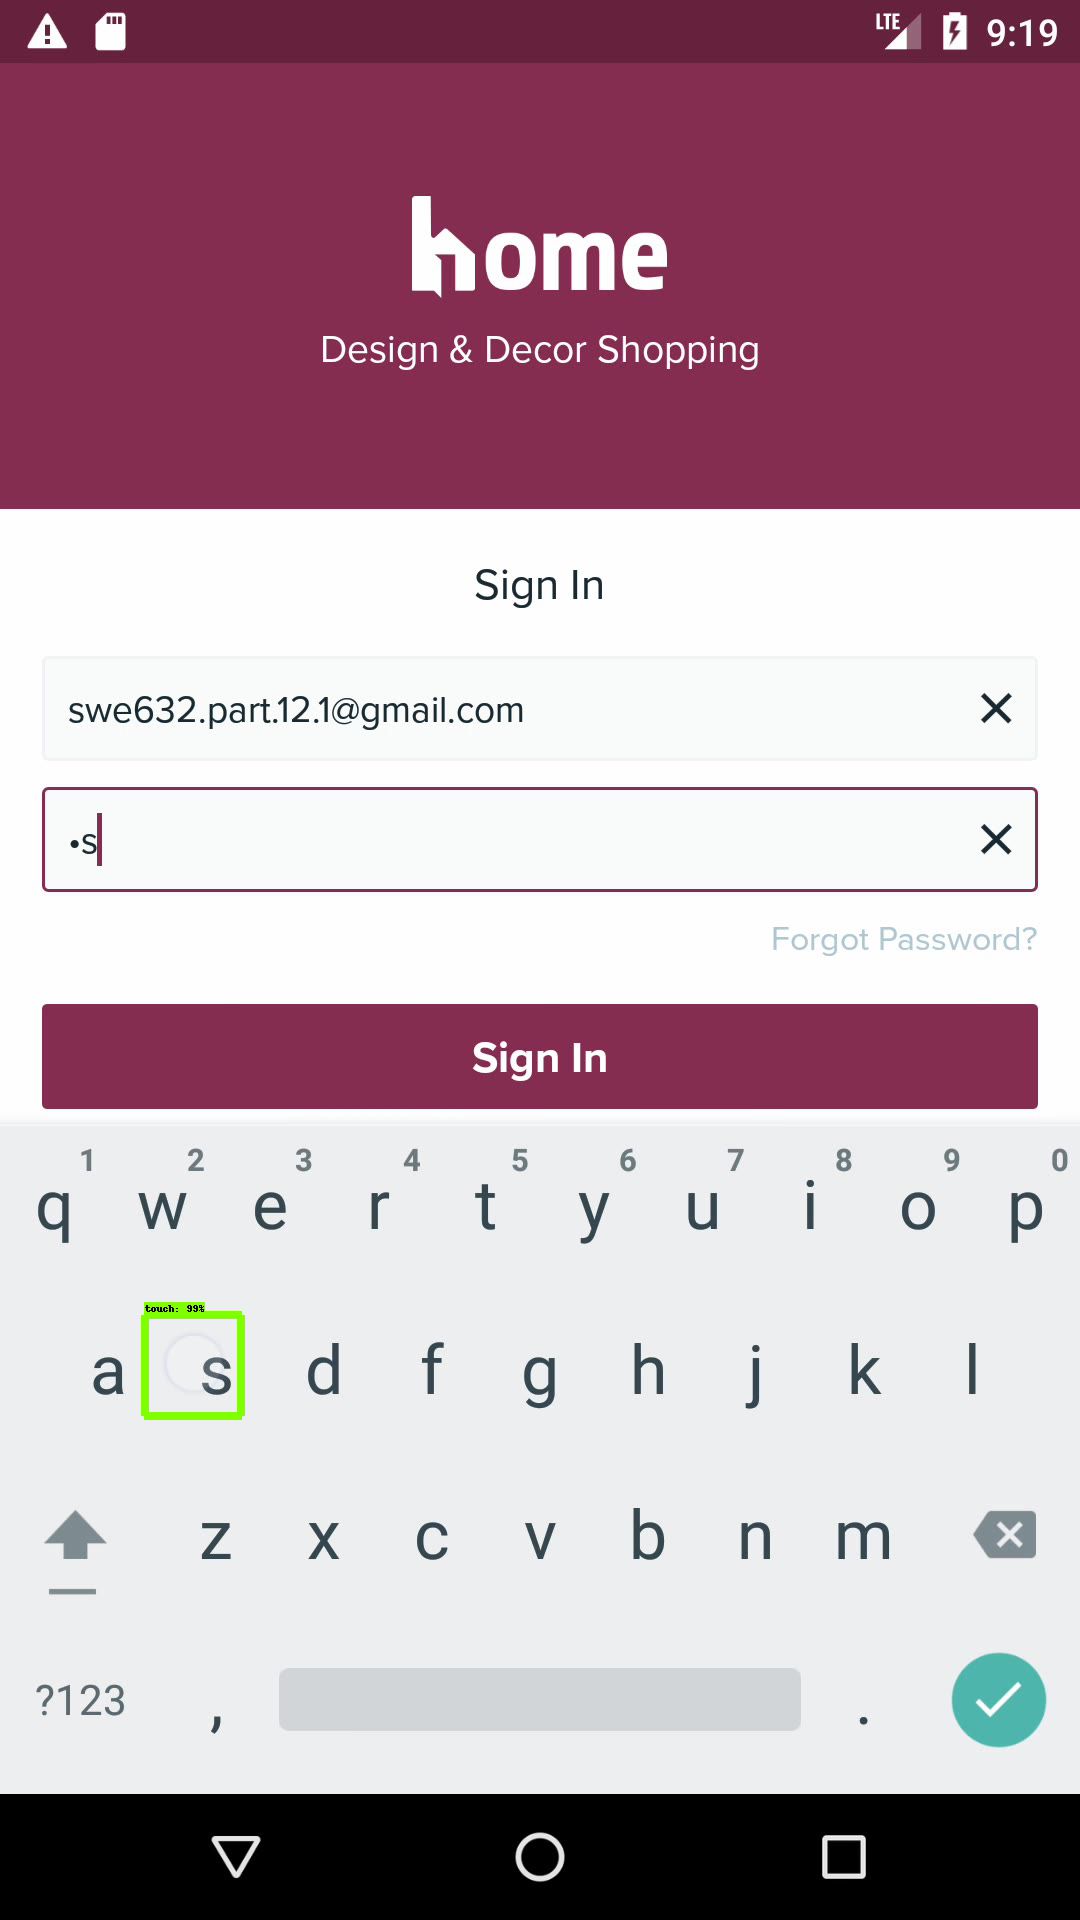 LTE 9:19
home
Design & Decor Shopping
Sign In
swe632.part.12.1@gmail.com
•s
Forgot Password?
Sign In
1 2 3 4 5 6 7 8 9 0
q w e r t y u i o p
touch: 99%
a s d f g h j k l
z x c v b n m
?123 , .